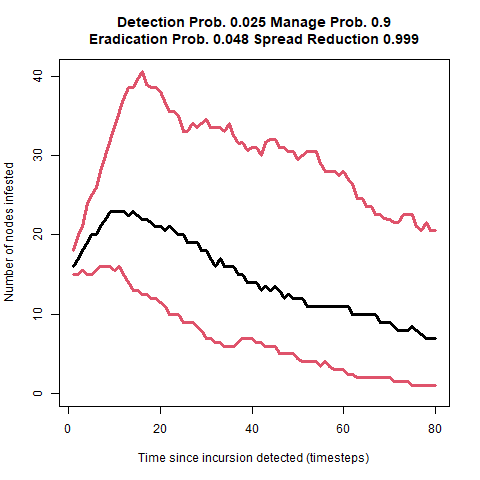 Detection Prob. 0.025 Manage Prob. 0.9
Eradication Prob. 0.048 Spread Reduction 0.999
Number of nodes infested
40
30
20
10
0
0
20
40
60
80
Time since incursion detected (timesteps)